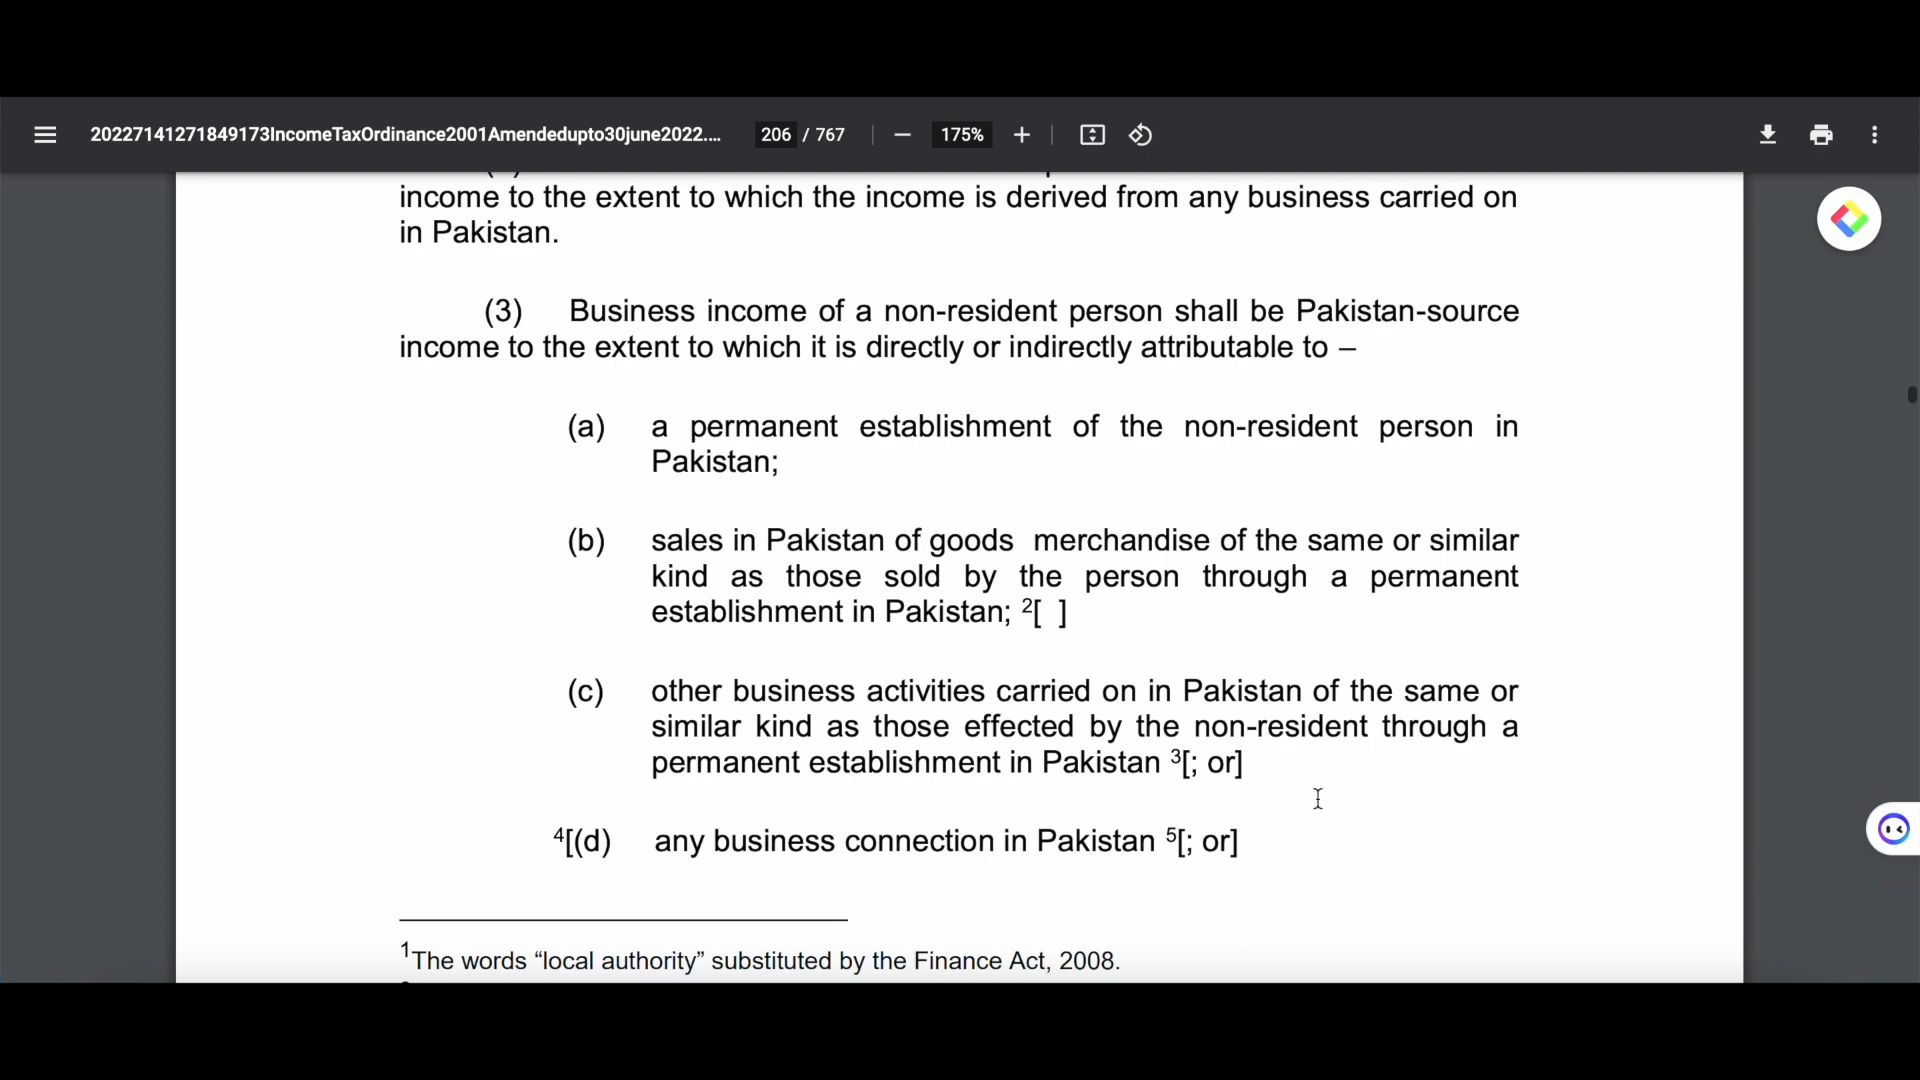 20227141271849173IncomeTaxOrdinance2001Amendedupto30june2022.... 206 / 767 175%
income to the extent to which the income is derived from any business carried on
in Pakistan.
(3) Business income of a non-resident person shall be Pakistan-source
income to the extent to which it is directly or indirectly attributable to –
(a) a permanent establishment of the non-resident person in
Pakistan;
(b) sales in Pakistan of goods merchandise of the same or similar
kind as those sold by the person through a permanent
establishment in Pakistan; 2[ ]
(c) other business activities carried on in Pakistan of the same or
similar kind as those effected by the non-resident through a
permanent establishment in Pakistan 3[; or]
4[(d) any business connection in Pakistan 5[; or]
1The words “local authority” substituted by the Finance Act, 2008.